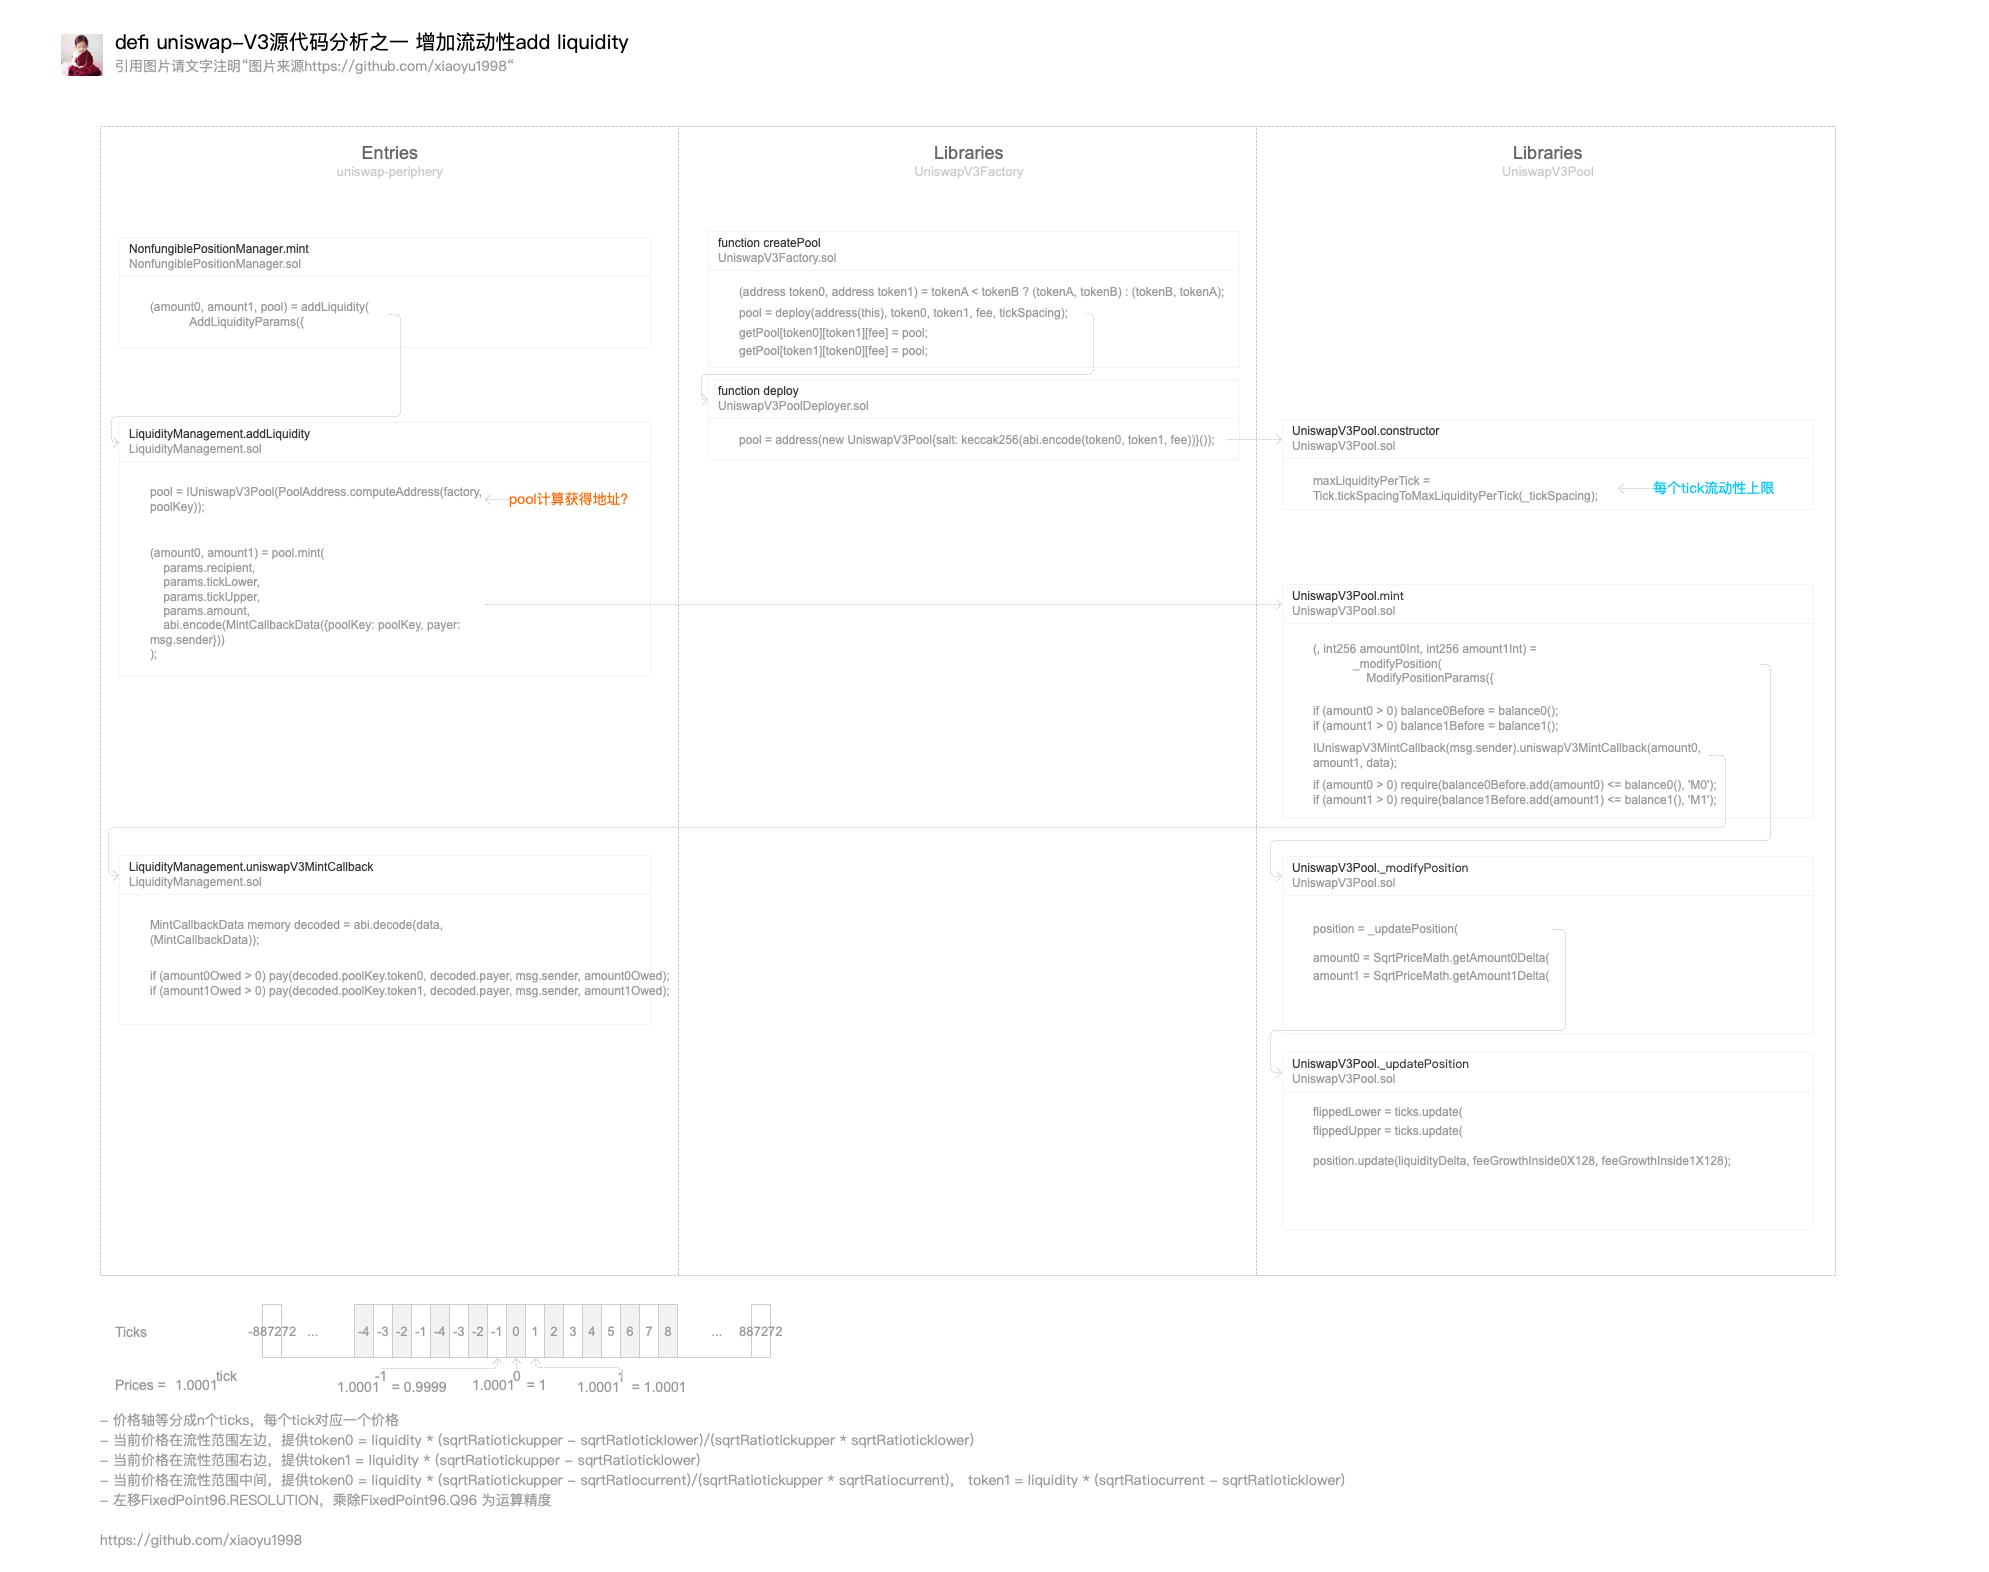 defi uniswap-V3源代码分析之一 增加流动性add liquidity
引用图片请文字注明“图片来源https://github.com/xiaoyu1998“
Entries
uniswap-periphery
NonfungiblePositionManager.mint
NonfungiblePositionManager.sol
(amount0, amount1, pool) = addLiquidity(
AddLiquidityParams({
LiquidityManagement.addLiquidity
LiquidityManagement.sol
pool = IUniswapV3Pool(PoolAddress.computeAddress(factory,
poolKey));
pool计算获得地址?
(amount0, amount1) = pool.mint(
params.recipient,
params.tickLower,
params.tickUpper,
params.amount,
abi.encode(MintCallbackData({poolKey: poolKey, payer:
msg.sender}))
);
LiquidityManagement.uniswapV3MintCallback
LiquidityManagement.sol
MintCallbackData memory decoded = abi.decode(data,
(MintCallbackData));
if (amount0Owed > 0) pay(decoded.poolKey.token0, decoded.payer, msg.sender, amount0Owed);
if (amount1Owed > 0) pay(decoded.poolKey.token1, decoded.payer, msg.sender, amount1Owed);
Libraries
UniswapV3Factory
function createPool
UniswapV3Factory.sol
(address token0, address token1) = tokenA < tokenB ? (tokenA, tokenB) : (tokenB, tokenA);
pool = deploy(address(this), token0, token1, fee, tickSpacing);
getPool[token0][token1][fee] = pool;
getPool[token1][token0][fee] = pool;
function deploy
UniswapV3PoolDeployer.sol
pool = address(new UniswapV3Pool{salt: keccak256(abi.encode(token0, token1, fee))}());
Libraries
UniswapV3Pool
UniswapV3Pool.constructor
UniswapV3Pool.sol
maxLiquidityPerTick =
Tick.tickSpacingToMaxLiquidityPerTick(_tickSpacing);
每个tick流动性上限
UniswapV3Pool.mint
UniswapV3Pool.sol
(, int256 amount0Int, int256 amount1Int) =
_modifyPosition(
ModifyPositionParams({
if (amount0 > 0) balance0Before = balance0();
if (amount1 > 0) balance1Before = balance1();
IUniswapV3MintCallback(msg.sender).uniswapV3MintCallback(amount0,
amount1, data);
if (amount0 > 0) require(balance0Before.add(amount0) <= balance0(), 'M0');
if (amount1 > 0) require(balance1Before.add(amount1) <= balance1(), 'M1');
UniswapV3Pool._modifyPosition
UniswapV3Pool.sol
position = _updatePosition(
amount0 = SqrtPriceMath.getAmount0Delta(
amount1 = SqrtPriceMath.getAmount1Delta(
UniswapV3Pool._updatePosition
UniswapV3Pool.sol
flippedLower = ticks.update(
flippedUpper = ticks.update(
position.update(liquidityDelta, feeGrowthInside0X128, feeGrowthInside1X128);
Ticks -887272 ... -4 -3 -2 -1 -4 -3 -2 -1 0 1 2 3 4 5 6 7 8 ... 887272
Prices = 1.0001 tick 1.0001 -1 = 0.9999 1.0001 0 = 1 1.0001 1 = 1.0001
- 价格轴等分成n个ticks，每个tick对应一个价格
- 当前价格在流性范围左边，提供token0 = liquidity * (sqrtRatiotickupper - sqrtRatioticklower)/(sqrtRatiotickupper * sqrtRatioticklower)
- 当前价格在流性范围右边，提供token1 = liquidity * (sqrtRatiotickupper - sqrtRatioticklower)
- 当前价格在流性范围中间，提供token0 = liquidity * (sqrtRatiotickupper - sqrtRatiocurrent)/(sqrtRatiotickupper * sqrtRatiocurrent)， token1 = liquidity * (sqrtRatiocurrent - sqrtRatioticklower)
- 左移FixedPoint96.RESOLUTION，乘除FixedPoint96.Q96 为运算精度
https://github.com/xiaoyu1998